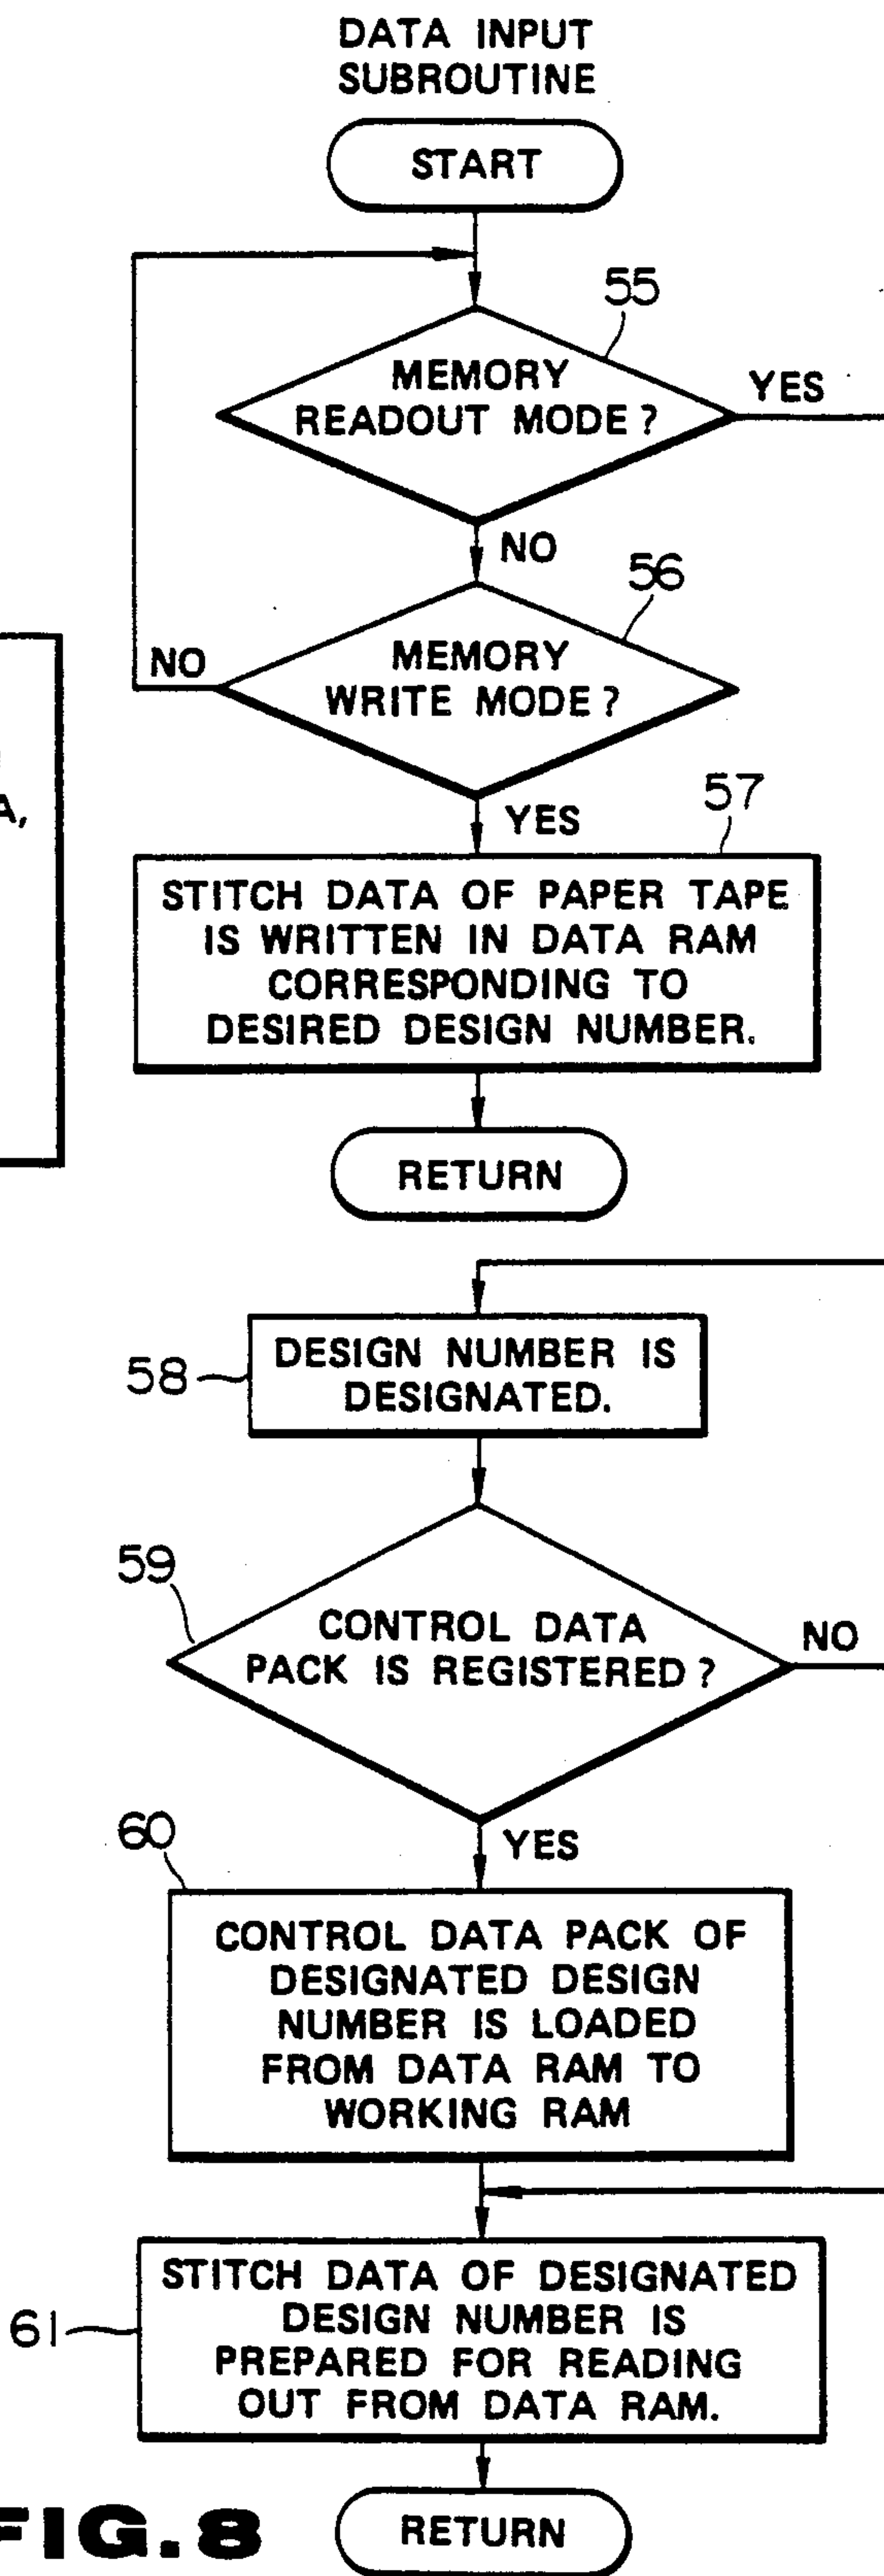 DATA INPUT
SUBROUTINE
START
55
MEMORY
READOUT MODE?
YES
NO
56
MEMORY
WRITE MODE?
NO
A,
YES
57
STITCH DATA OF PAPER TAPE
IS WRITTEN IN DATA RAM
CORRESPONDING TO
DESIRED DESIGN NUMBER.
RETURN
58
DESIGN NUMBER IS
DESIGNATED.
59
CONTROL DATA
PACK IS REGISTERED?
NO
YES
60
CONTROL DATA PACK OF
DESIGNATED DESIGN
NUMBER IS LOADED
FROM DATA RAM TO
WORKING RAM
61
STITCH DATA OF DESIGNATED
DESIGN NUMBER IS
PREPARED FOR READING
OUT FROM DATA RAM.
RETURN
FIG.8